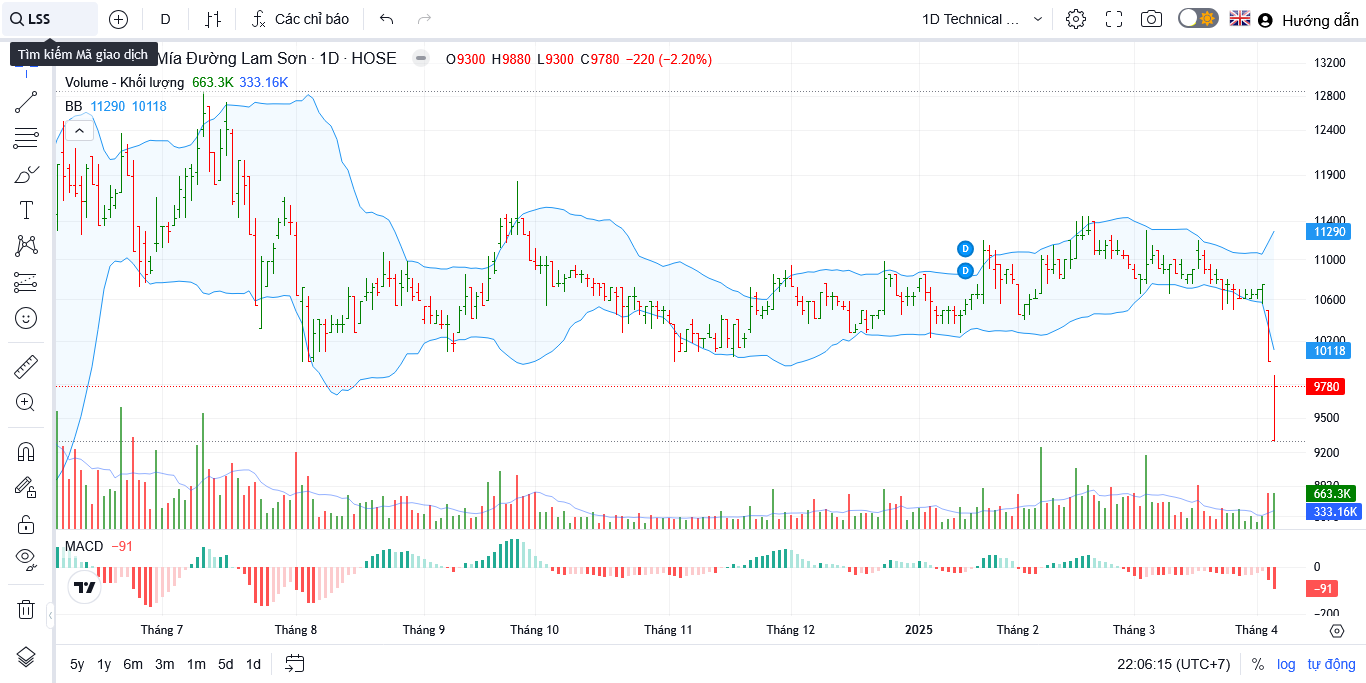 LSS
D
Các chỉ báo
1D Technical ...
Hướng dẫn
Tìm kiếm Mã giao dịch
Mía Đường Lam Sơn · 1D · HOSE
O9300 H9880 L9300 C9780 −220 (−2.20%)
Volume - Khối lượng 663.3K 333.16K
BB 11290 10118
13200
12800
12400
11900
11400
11290
11000
10600
10200
10118
9780
9500
9200
663.3K
333.16K
D
D
MACD −91
0
−91
−200
Tháng 7
Tháng 8
Tháng 9
Tháng 10
Tháng 11
Tháng 12
2025
Tháng 2
Tháng 3
Tháng 4
5y 1y 6m 3m 1m 5d 1d
22:06:15 (UTC+7)
% log tự động